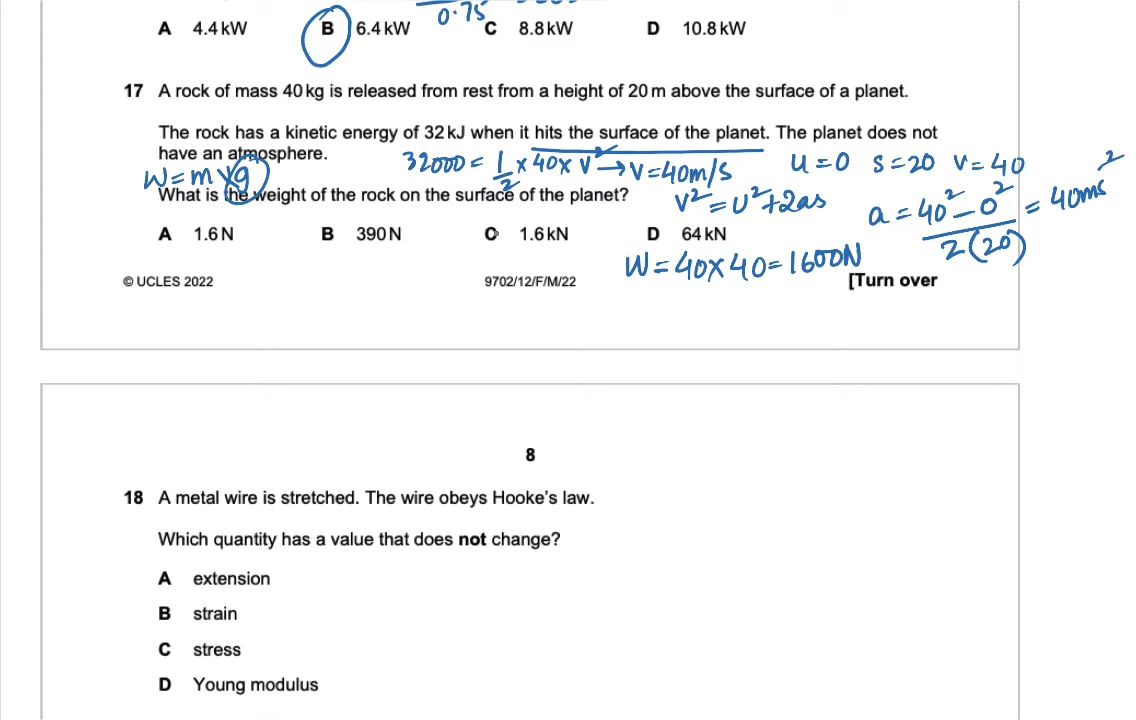 0.75
A 4.4 kW B 6.4 kW C 8.8 kW D 10.8 kW
17 A rock of mass 40 kg is released from rest from a height of 20 m above the surface of a planet.
The rock has a kinetic energy of 32 kJ when it hits the surface of the planet. The planet does not
have an atmosphere.
32000 = 1/2 × 40 × v² → v = 40m/s
u = 0 s = 20 v = 40
W = m × g
What is the weight of the rock on the surface of the planet?
v² = u² + 2as
a = 40² - 0² / 2(20) = 40ms²
A 1.6 N B 390 N C 1.6 kN D 64 kN
W = 40 × 40 = 1600N
© UCLES 2022 9702/12/F/M/22 [Turn over
8
18 A metal wire is stretched. The wire obeys Hooke's law.
Which quantity has a value that does not change?
A extension
B strain
C stress
D Young modulus